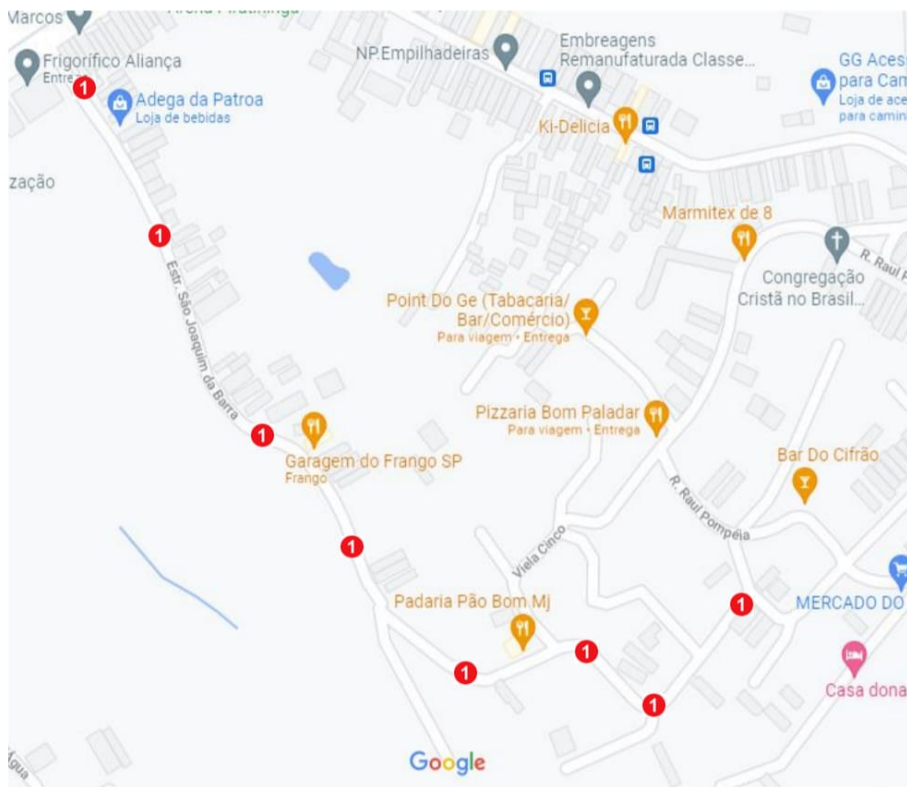 Marcos
Arena Piratininga
Frigorífico Aliança
Entrega
1
Adega da Patroa
Loja de bebidas
NP.Empilhadeiras
Embreagens
Remanufaturada Classe...
GG Aces
para Cam
Loja de ace
para camin
Ki-Delicia
zação
1
Estr. São Joaquim da Barra
Marmitex de 8
Congregação
Cristã no Brasil...
R. Raul P
Point Do Ge (Tabacaria/
Bar/Comércio)
Para viagem • Entrega
Pizzaria Bom Paladar
Para viagem • Entrega
1
Garagem do Frango SP
Frango
Bar Do Cifrão
R. Raul Pompéia
1
Viela Cinco
Padaria Pão Bom Mj
1
MERCADO DO
1
1
1
Casa dona
Água
Google